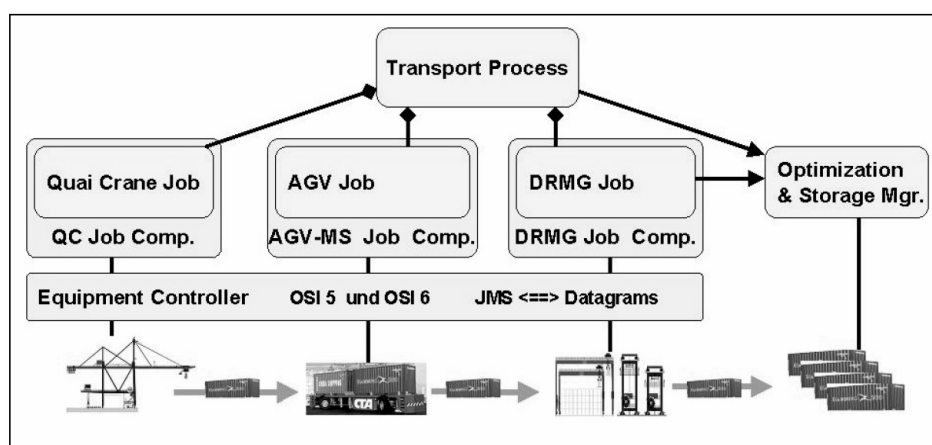 Transport Process
Quai Crane Job
AGV Job
DRMG Job
Optimization
& Storage Mgr.
QC Job Comp.
AGV-MS Job Comp.
DRMG Job Comp.
Equipment Controller OSI 5 und OSI 6 JMS <==> Datagrams
CTA